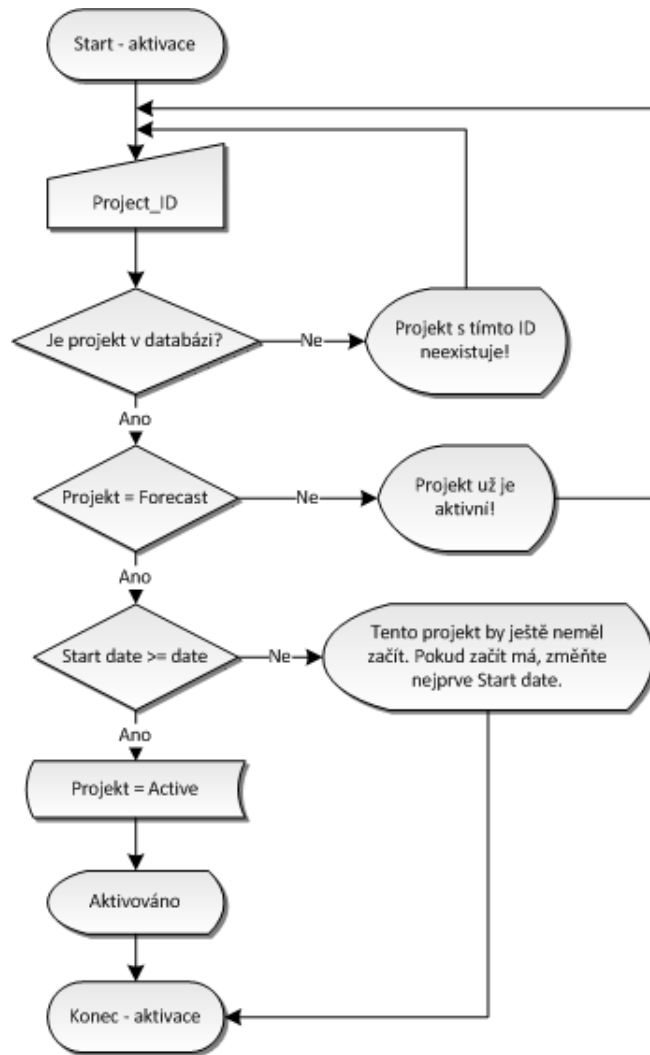 Start - aktivace
Project_ID
Je projekt v databázi?
Ne
Projekt s tímto ID
neexistuje!
Ano
Projekt = Forecast
Ne
Projekt už je
aktivní!
Ano
Start date >= date
Ne
Tento projekt by ještě neměl
začít. Pokud začít má, změňte
nejprve Start date.
Ano
Projekt = Active
Aktivováno
Konec - aktivace